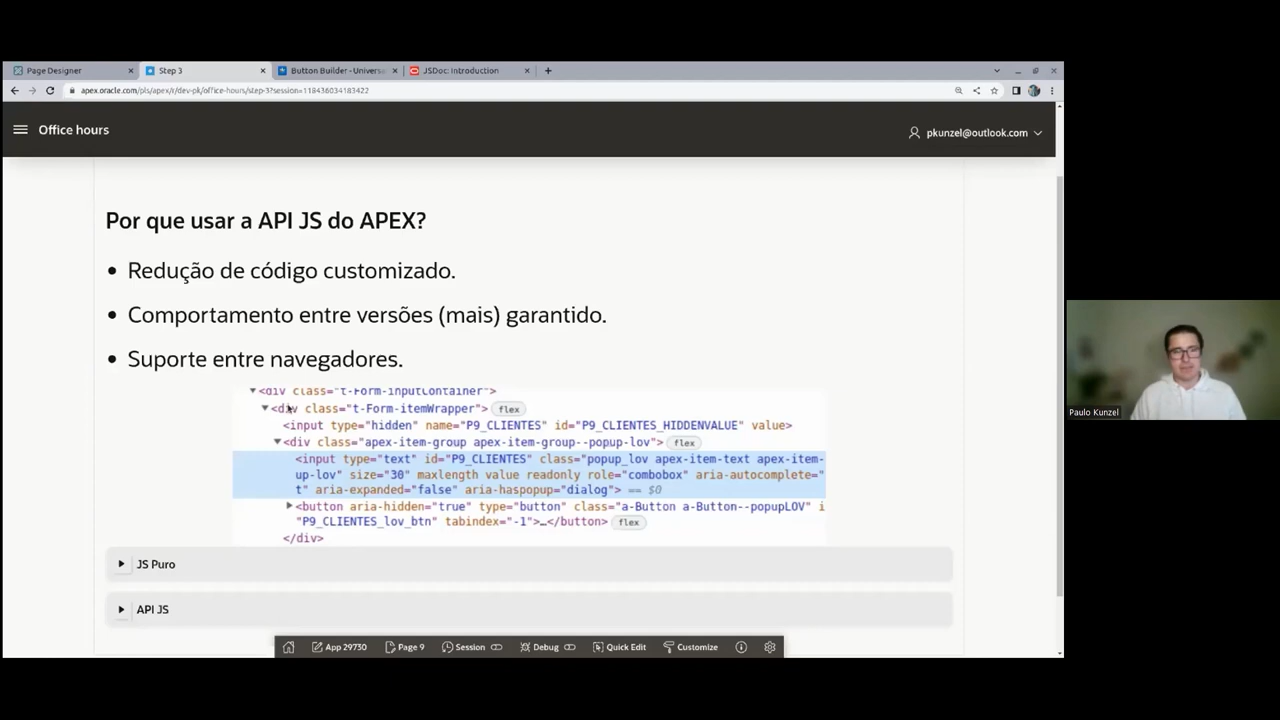 Page Designer
Step 3
Button Builder - Univers
JSDoc: Introduction
apex.oracle.com/pls/apex/r/dev-pk/office-hours/step-3?session=118436034183422
Office hours
pkunzel@outlook.com
Por que usar a API JS do APEX?
• Redução de código customizado.
• Comportamento entre versões (mais) garantido.
• Suporte entre navegadores.
<div class="t-Form-inputContainer">
<div class="t-Form-itemWrapper"> flex
<input type="hidden" name="P9_CLIENTES" id="P9_CLIENTES_HIDDENVALUE" value>
<div class="apex-item-group apex-item-group--popup-lov"> flex
<input type="text" id="P9_CLIENTES" class="popup_lov apex-item-text apex-item-
up-lov" size="30" maxlength value readonly role="combobox" aria-autocomplete="
t" aria-expanded="false" aria-haspopup="dialog"> == $0
<button aria-hidden="true" type="button" class="a-Button a-Button--popupLOV" i
"P9_CLIENTES_lov_btn" tabindex="-1">…</button> flex
</div>
JS Puro
API JS
App 29730
Page 9
Session
Debug
Quick Edit
Customize
Paulo Kunzel